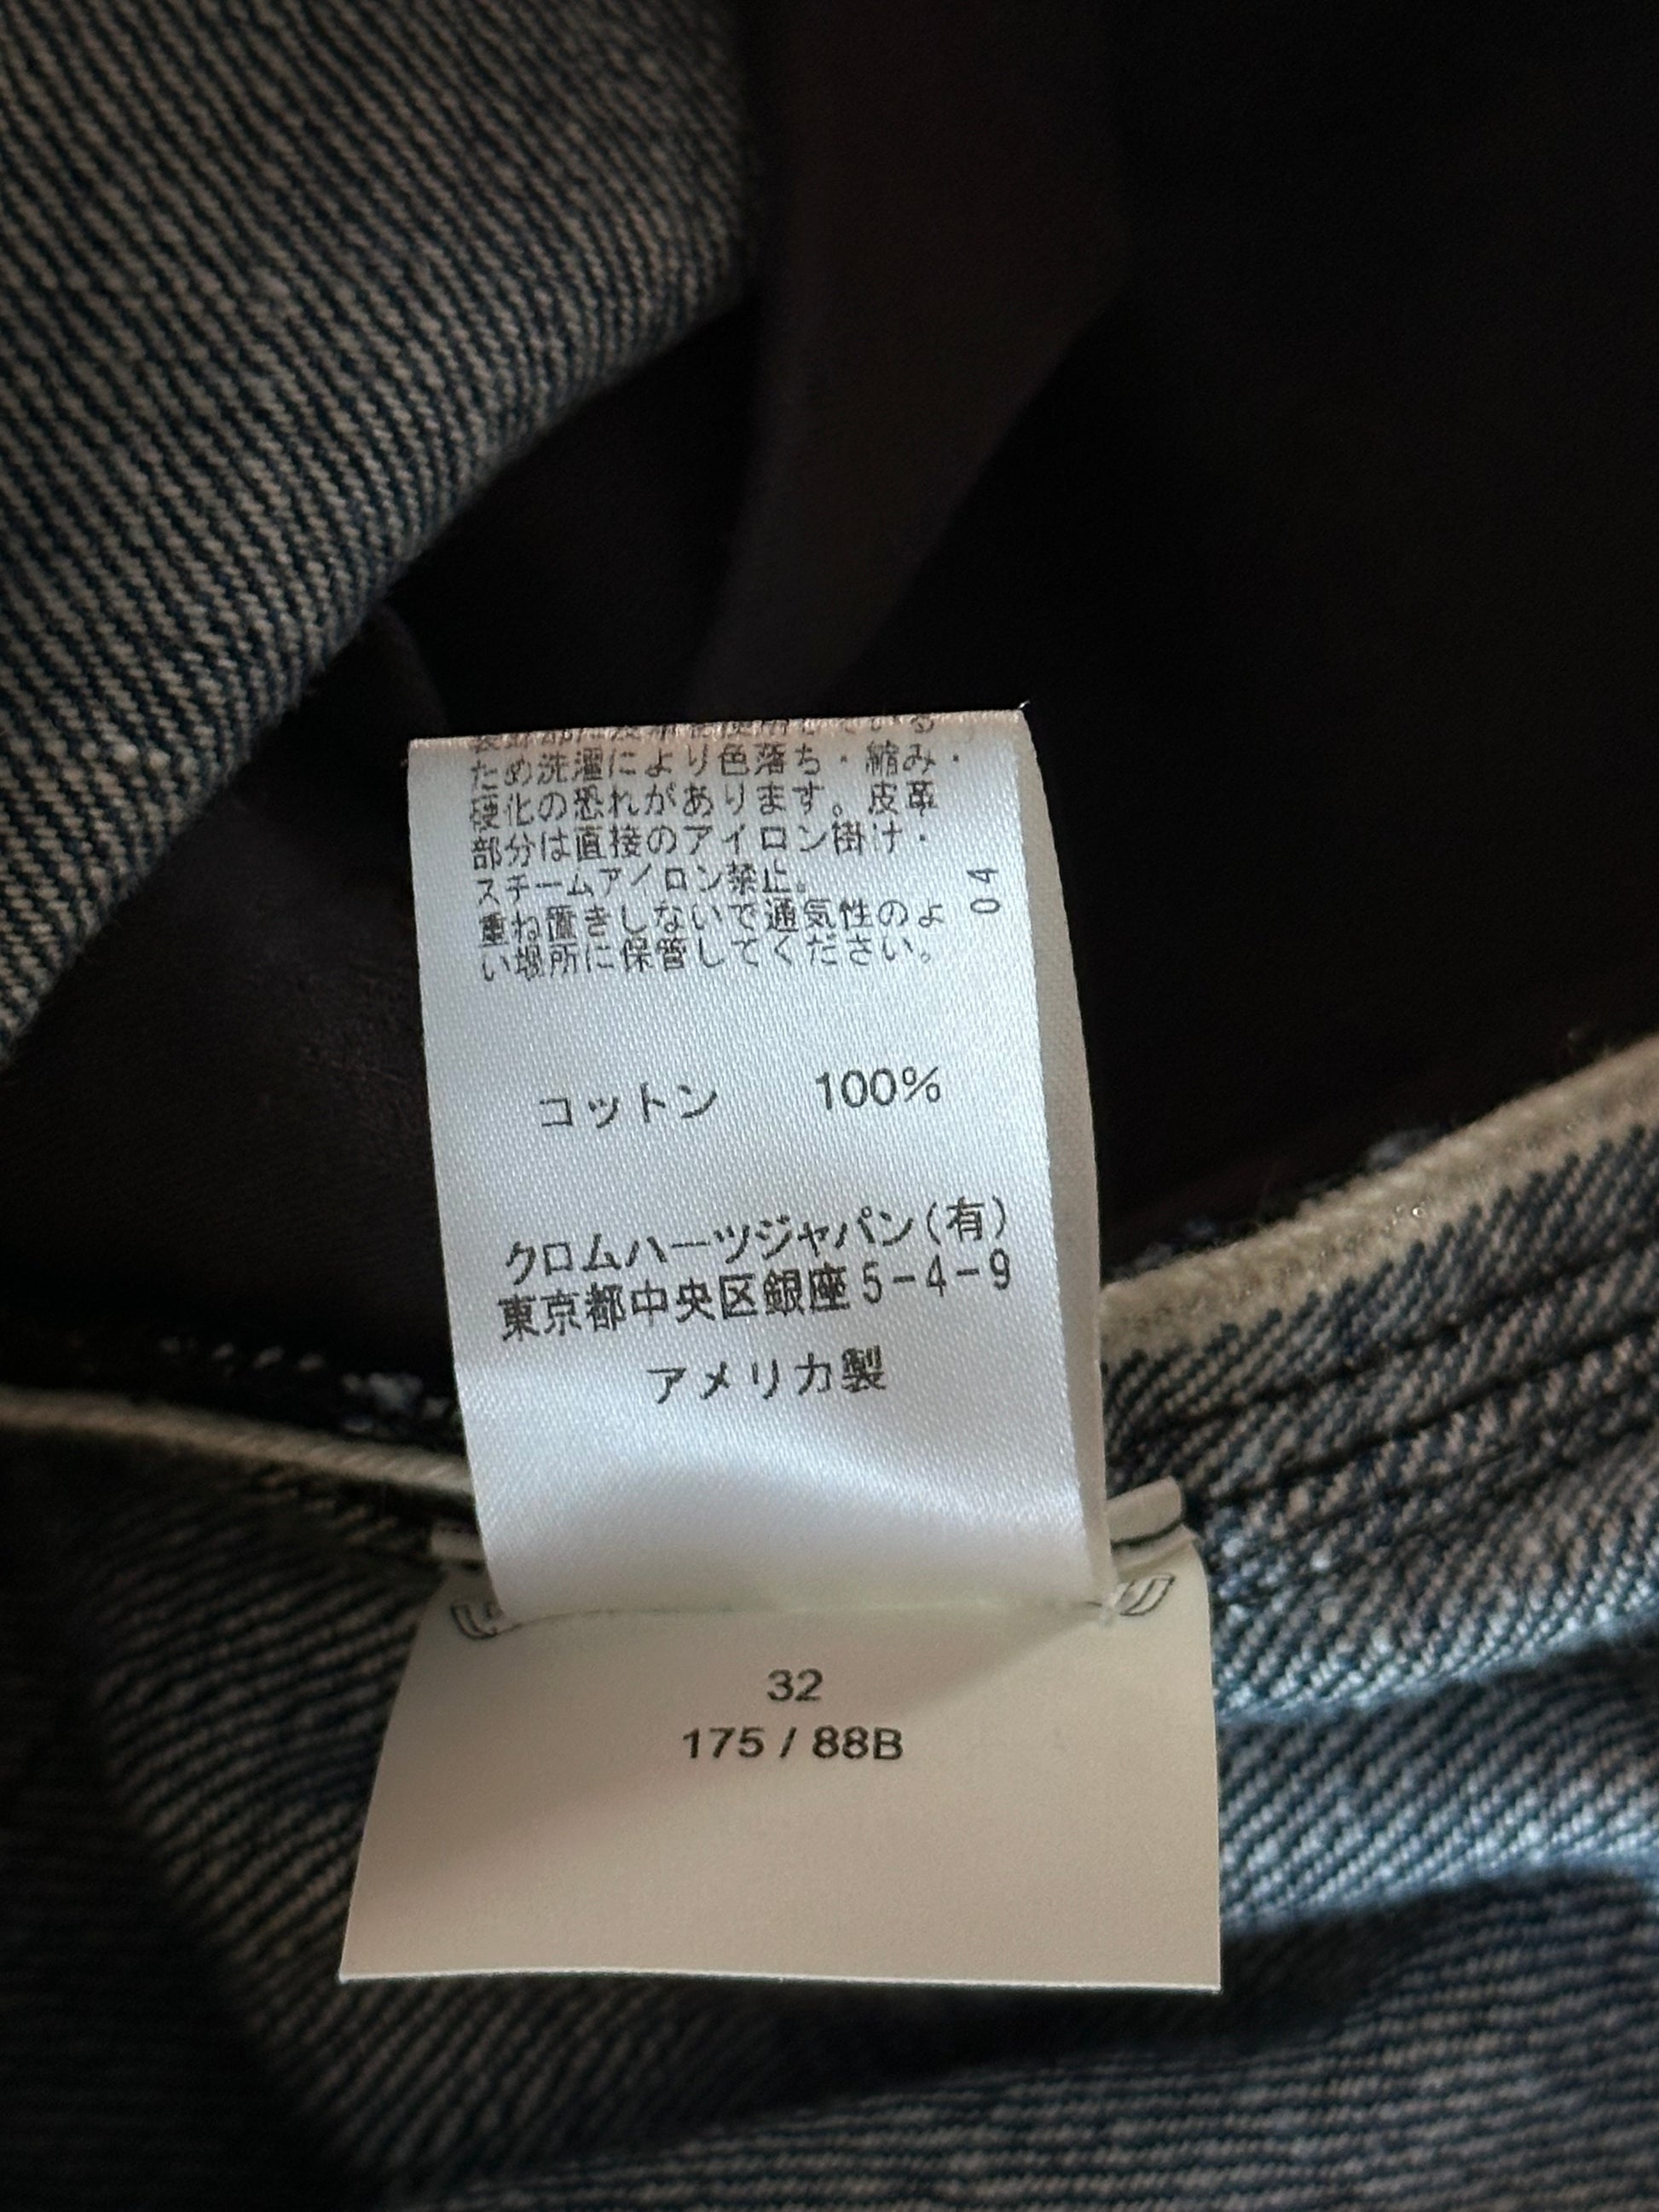 ため洗濯により色落ち・縮み・
硬化の恐れがあります。皮革
部分は直接のアイロン掛け・
スチームアイロン禁止。
重ね置きしないで通気性のよ
い場所に保管してください。
04
コットン 100%
クロムハーツジャパン(有)
東京都中央区銀座5-4-9
アメリカ製
32
175 / 88B